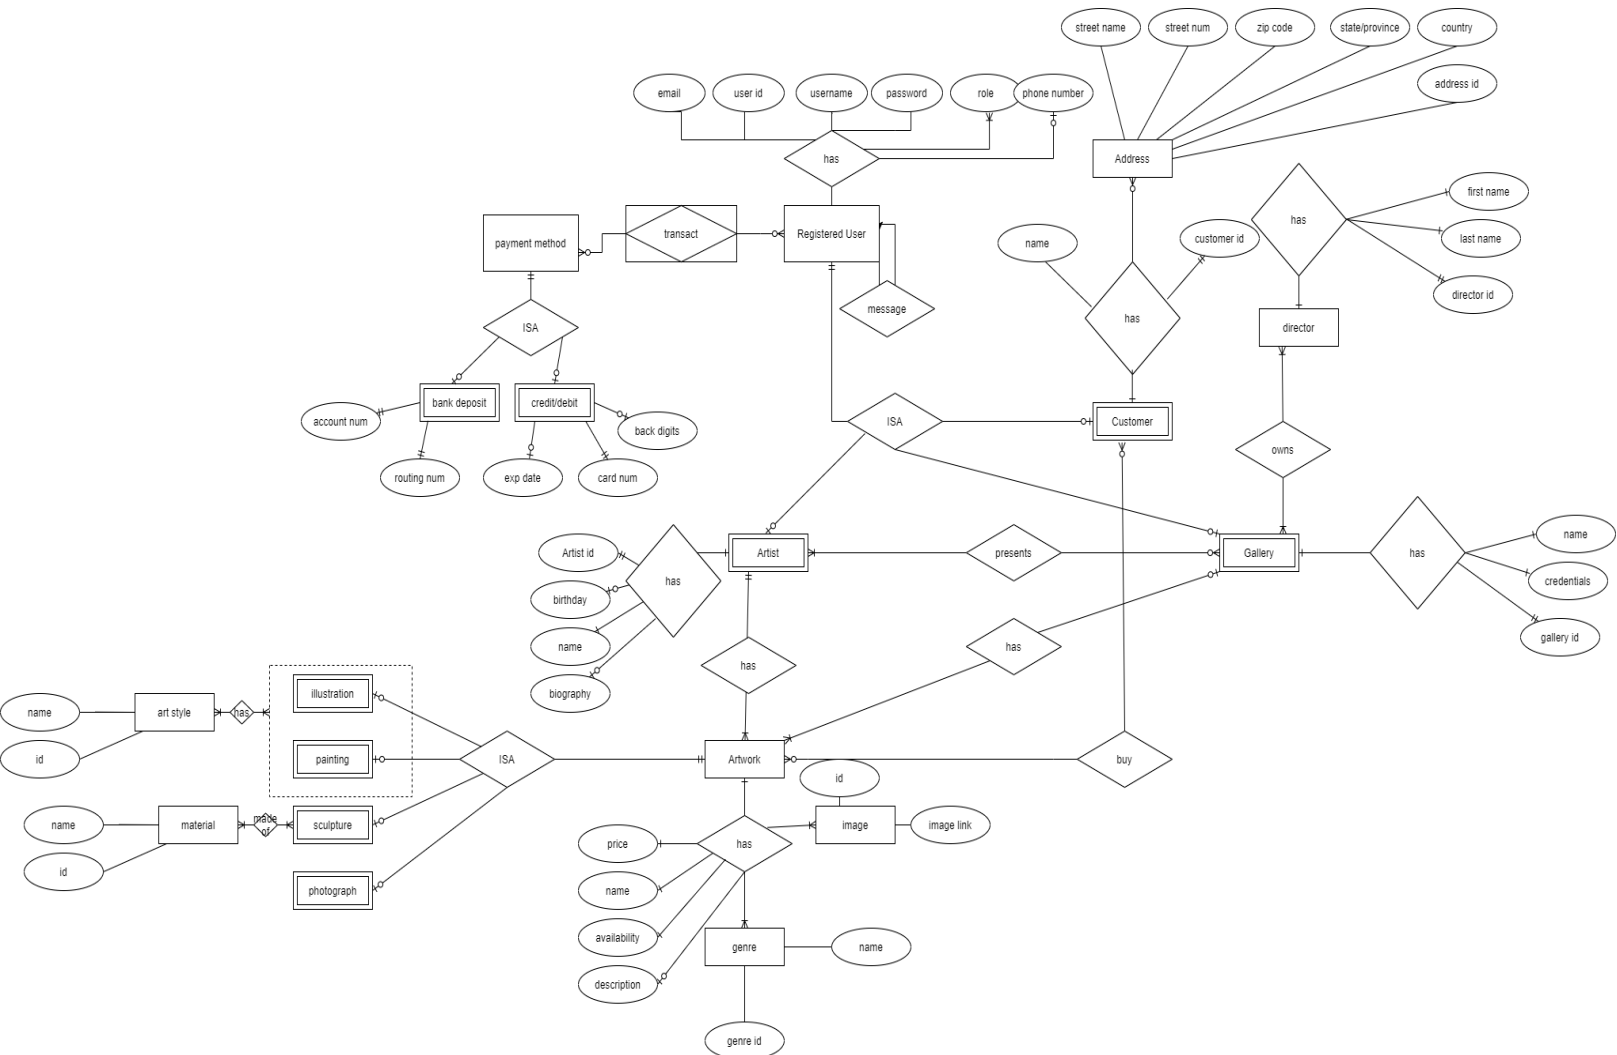 street name
street num
zip code
state/province
country
email
user id
username
password
role
phone number
address id
has
Address
first name
has
payment method
transact
Registered User
name
customer id
last name
message
director id
ISA
has
director
bank deposit
credit/debit
account num
back digits
ISA
Customer
owns
routing num
exp date
card num
Artist id
has
Artist
presents
Gallery
has
name
credentials
birthday
name
has
has
gallery id
biography
illustration
name
art style
has
id
painting
ISA
Artwork
buy
id
name
material
made
of
sculpture
image
image link
price
has
id
photograph
name
availability
genre
name
description
genre id